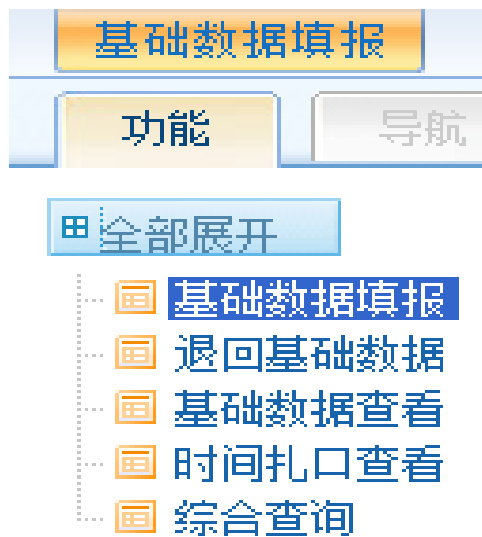 基础数据填报
功能 导航
全部展开
基础数据填报
退回基础数据
基础数据查看
时间扎口查看
综合查询